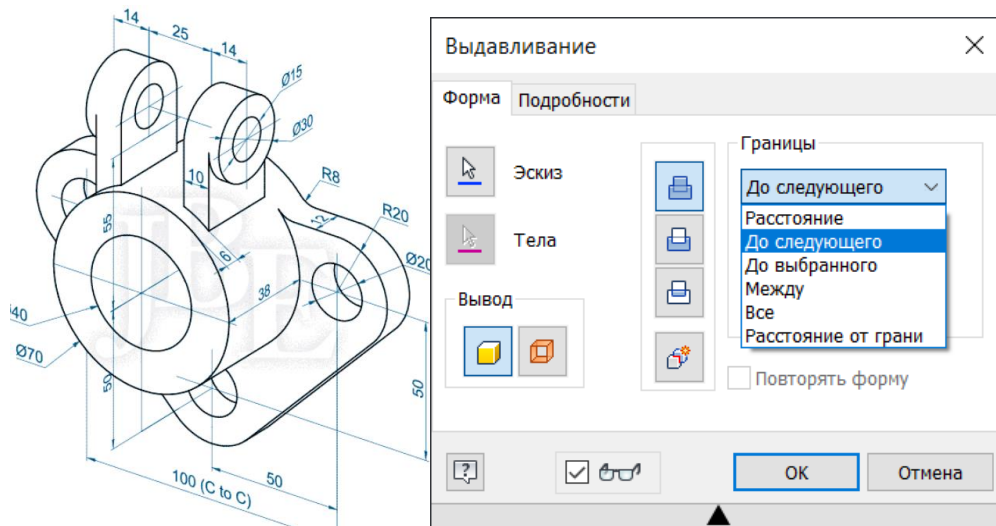 14
25
14
Ø15
Ø30
10
R8
12
R20
55
6
Ø20
38
40
Ø70
50
50
50
100 (C to C)
Выдавливание
Форма
Подробности
Эскиз
Тела
Вывод
Границы
До следующего
Расстояние
До следующего
До выбранного
Между
Все
Расстояние от грани
Повторять форму
?
OK
Отмена